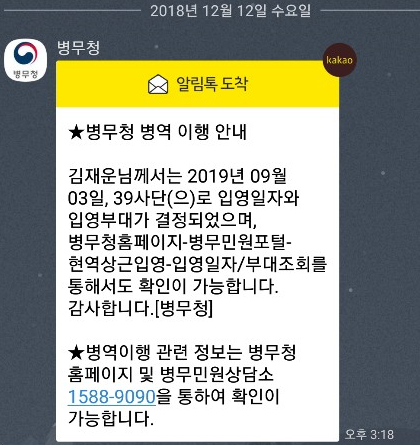 2018년 12월 12일 수요일
병무청
병무청
kakao
알림톡 도착
★병무청 병역 이행 안내
김재운님께서는 2019년 09월
03일, 39사단(으)로 입영일자와
입영부대가 결정되었으며,
병무청홈페이지-병무민원포털-
현역상근입영-입영일자/부대조회를
통해서도 확인이 가능합니다.
감사합니다.[병무청]
★병역이행 관련 정보는 병무청
홈페이지 및 병무민원상담소
1588-9090을 통하여 확인이
가능합니다.
오후 3:18